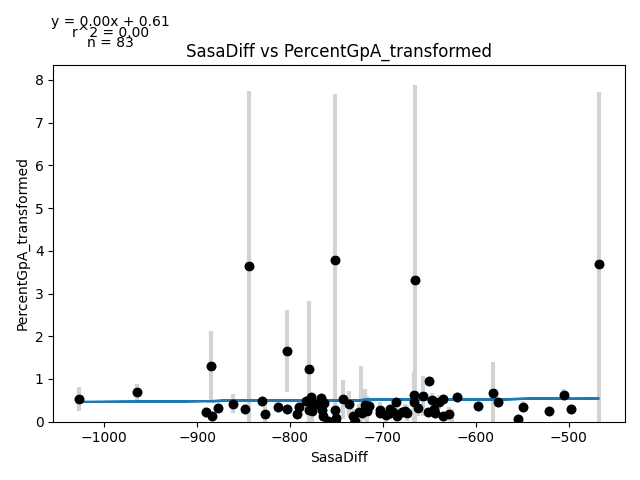 y = 0.00x + 0.61
r^2 = 0.00
n = 83
SasaDiff vs PercentGpA_transformed
PercentGpA_transformed
8
7
6
5
4
3
2
1
0
−1000 −900 −800 −700 −600 −500
SasaDiff